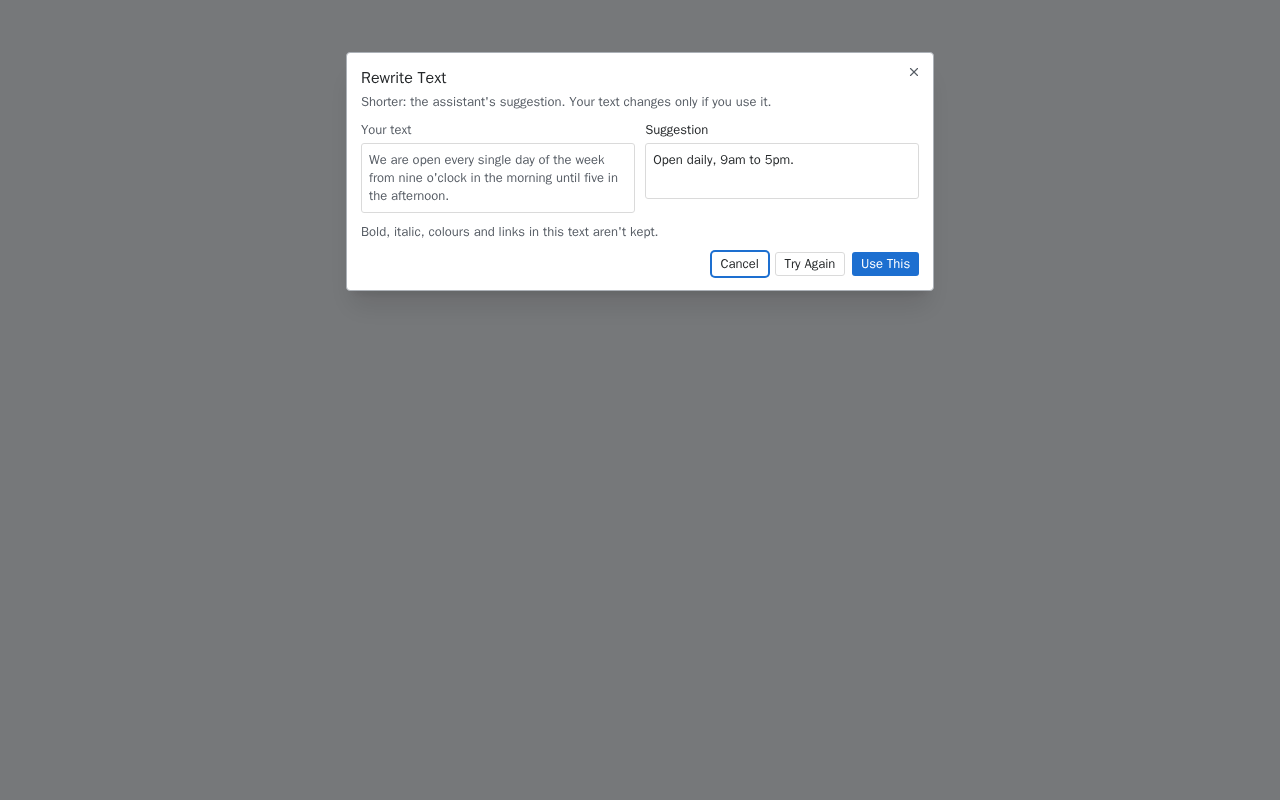 Rewrite Text
Shorter: the assistant's suggestion. Your text changes only if you use it.
Your text
We are open every single day of the week
from nine o'clock in the morning until five in
the afternoon.
Suggestion
Open daily, 9am to 5pm.
Bold, italic, colours and links in this text aren't kept.
Cancel
Try Again
Use This